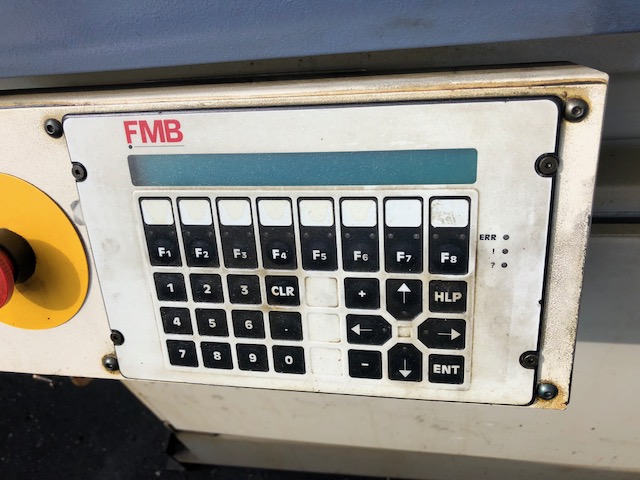 FMB
F1 F2 F3 F4 F5 F6 F7 F8
ERR
!
?
1 2 3 CLR + ↑ HLP
4 5 6 . ← →
7 8 9 0 - ↓ ENT